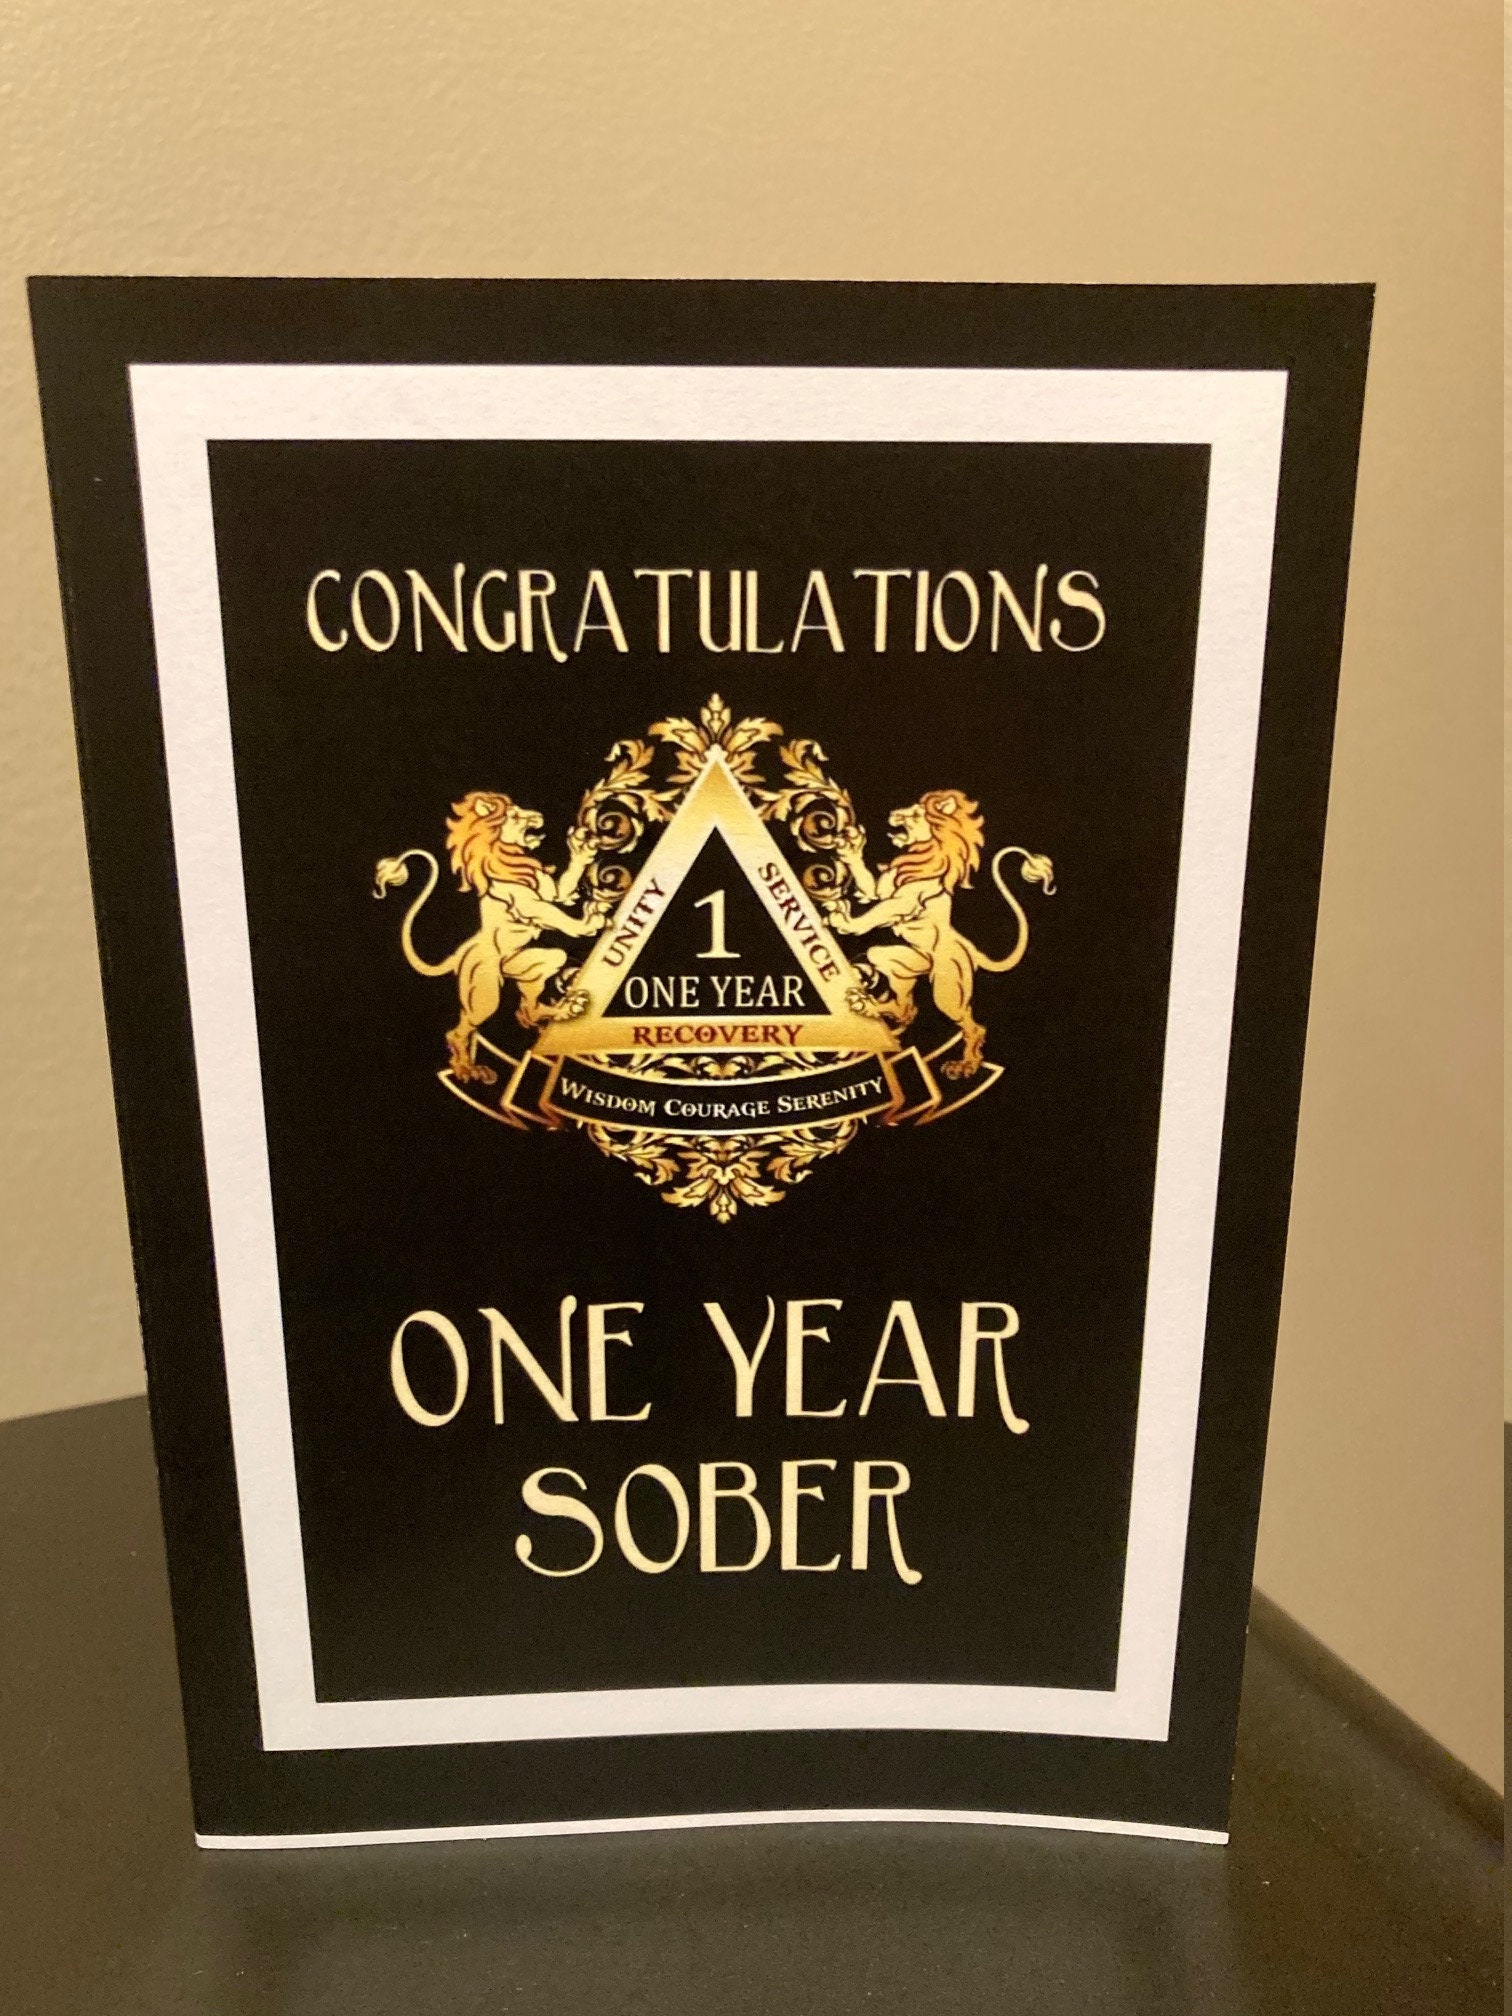 CONGRATULATIONS
UNITY
SERVICE
1
ONE YEAR
RECOVERY
WISDOM COURAGE SERENITY
ONE YEAR
SOBER